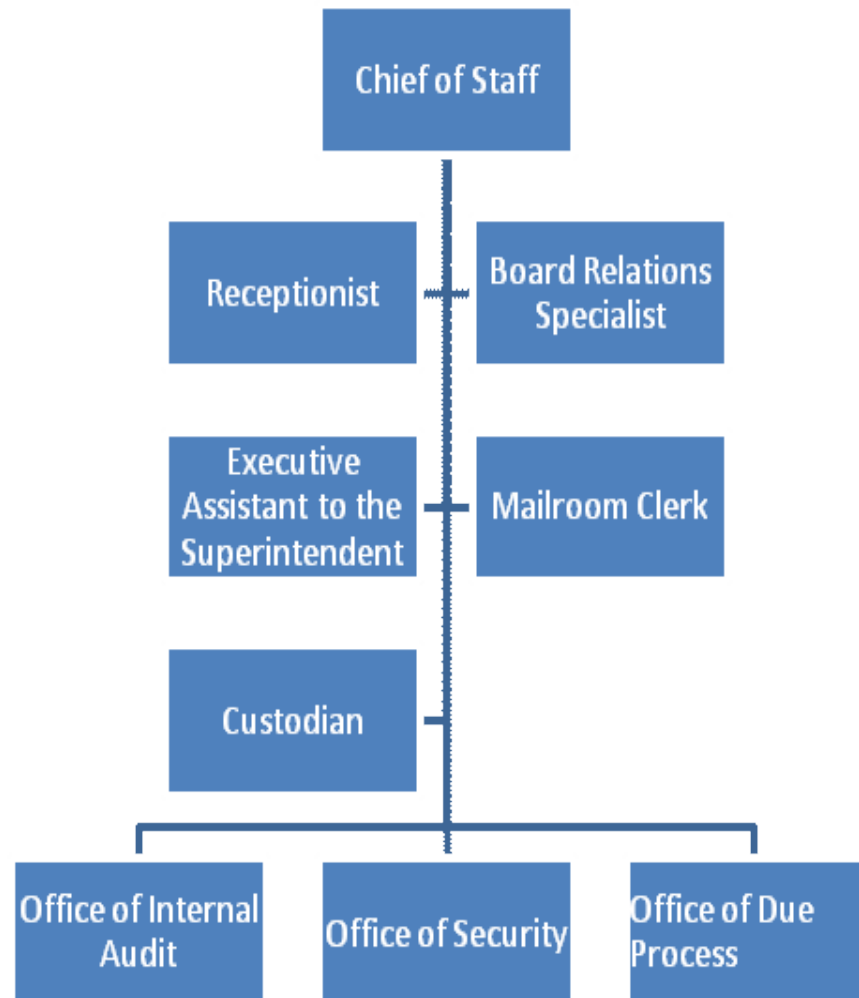 Chief of Staff
Receptionist
Board Relations
Specialist
Executive
Assistant to the
Superintendent
Mailroom Clerk
Custodian
Office of Internal
Audit
Office of Security
Office of Due
Process